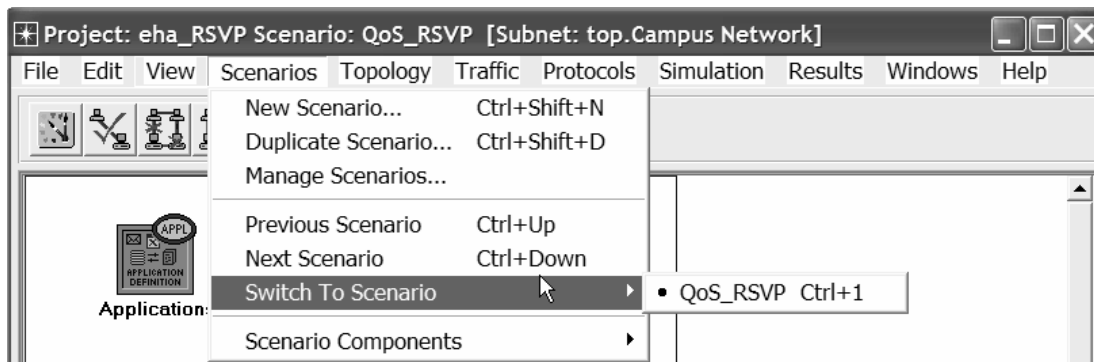 Project: eha_RSVP Scenario: QoS_RSVP [Subnet: top.Campus Network]
File Edit View Scenarios Topology Traffic Protocols Simulation Results Windows Help
New Scenario... Ctrl+Shift+N
Duplicate Scenario... Ctrl+Shift+D
Manage Scenarios...
Previous Scenario Ctrl+Up
Next Scenario Ctrl+Down
Switch To Scenario
• QoS_RSVP Ctrl+1
Scenario Components
APPL
APPLICATION
DEFINITION
Application